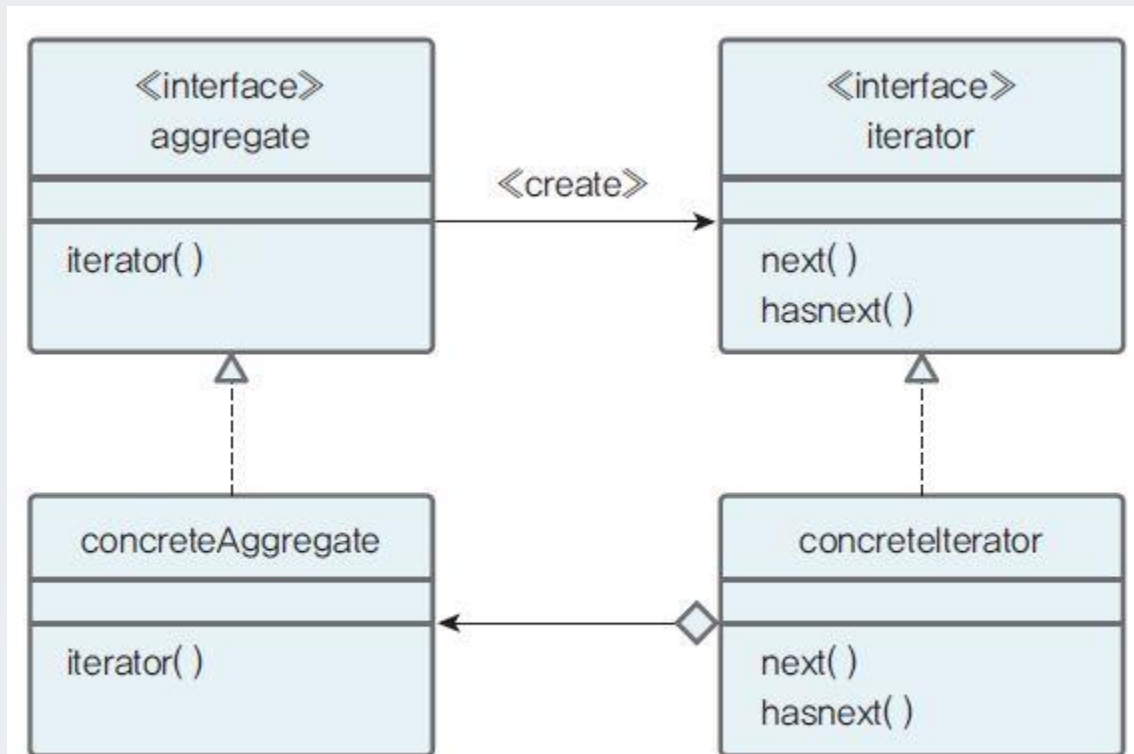 ≪interface≫
aggregate
iterator( )
≪create≫
≪interface≫
iterator
next( )
hasnext( )
concreteAggregate
iterator( )
concreteIterator
next( )
hasnext( )